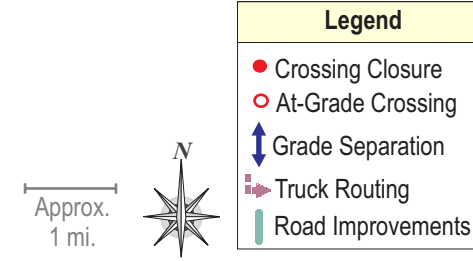 Legend
Crossing Closure
At-Grade Crossing
Grade Separation
Truck Routing
Road Improvements
N
Approx.
1 mi.